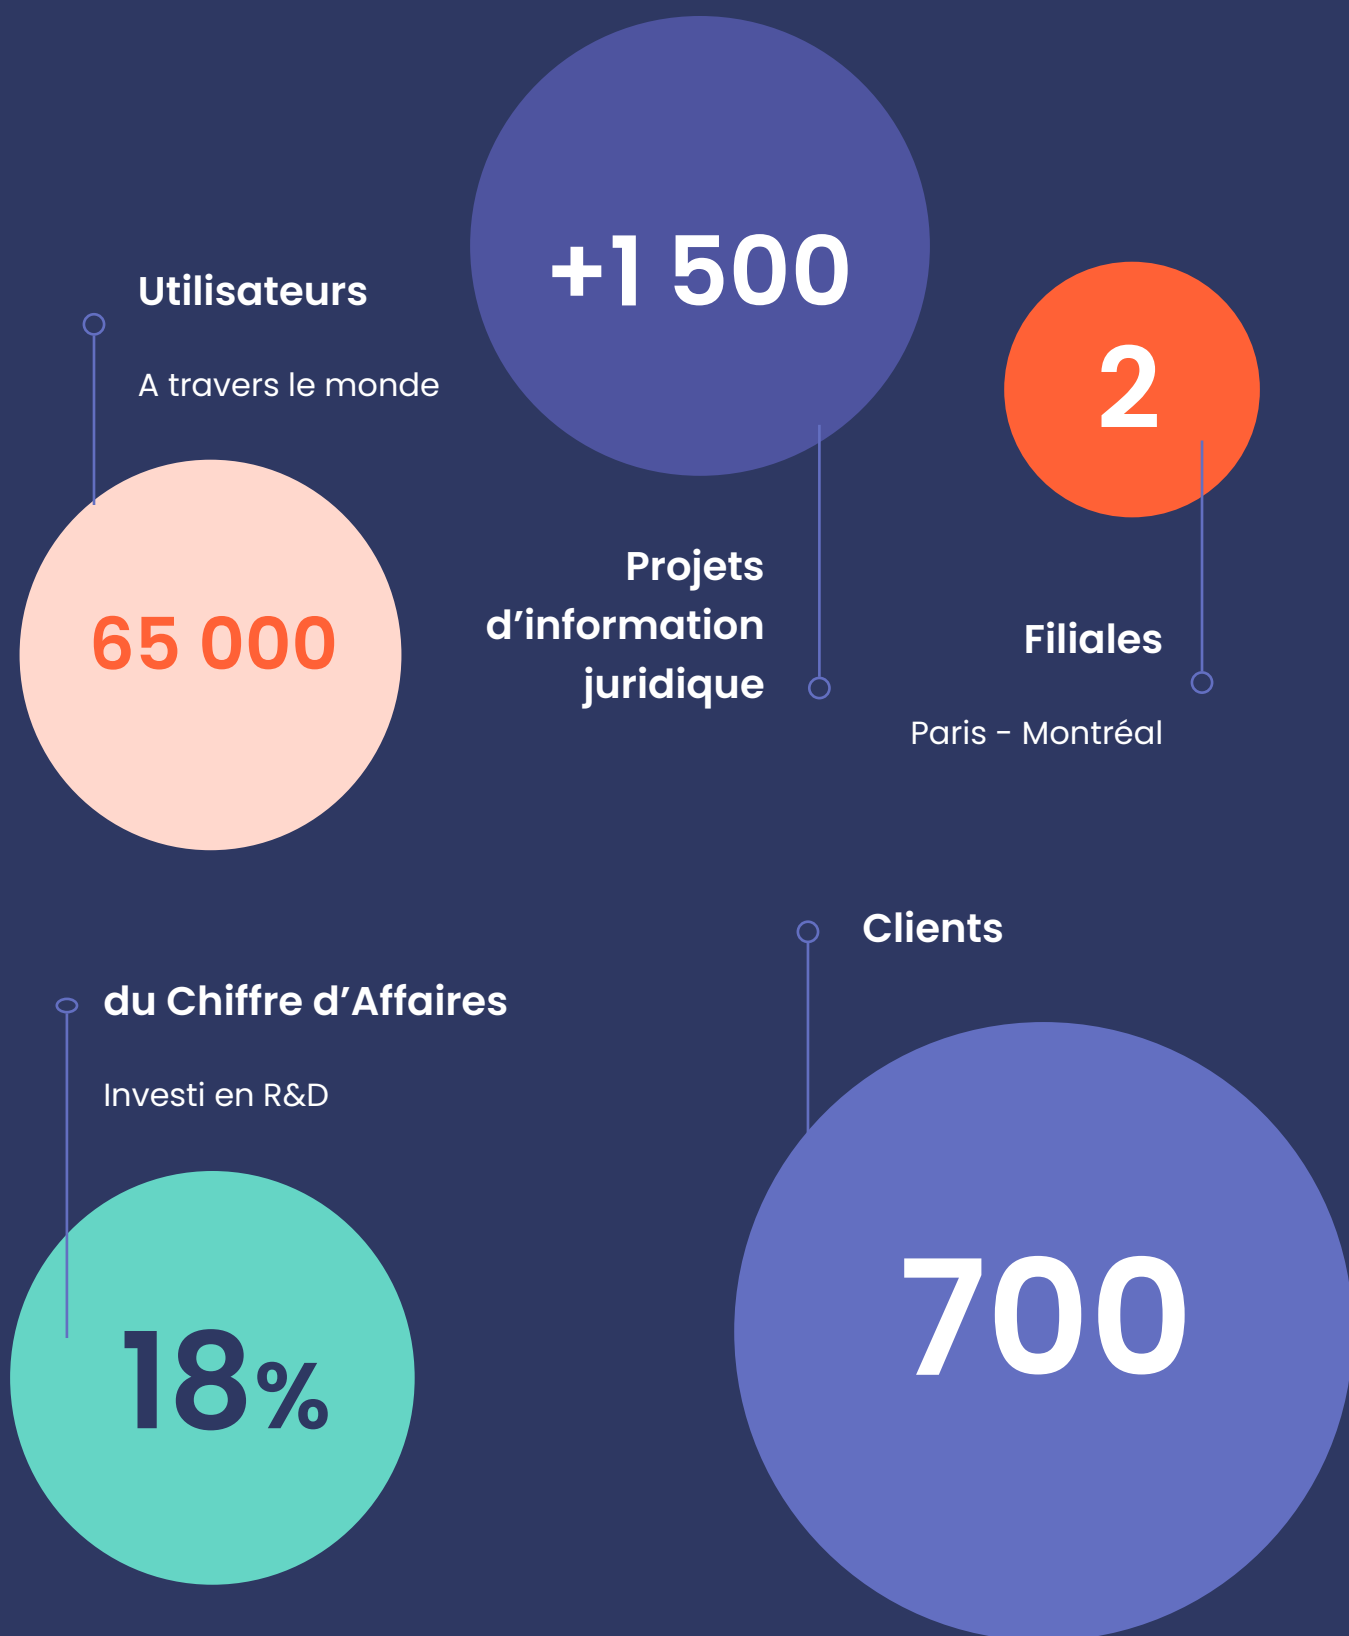 +1 500
Projets
d’information
juridique
Utilisateurs
A travers le monde
65 000
2
Filiales
Paris - Montréal
du Chiffre d’Affaires
Investi en R&D
18%
Clients
700